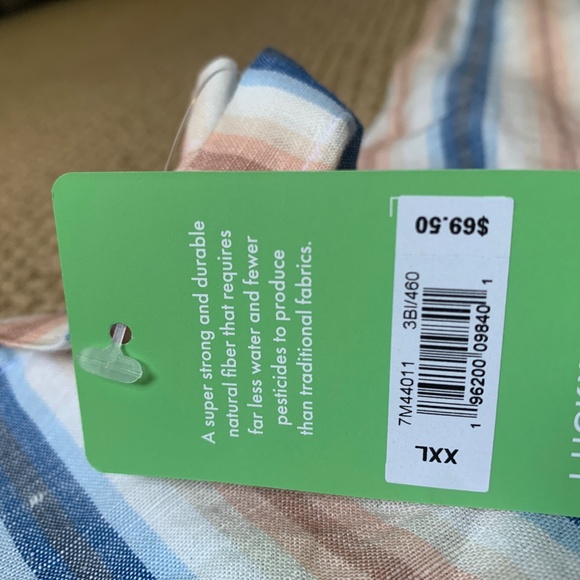 A super strong and durable
natural fiber that requires
far less water and fewer
pesticides to produce
than traditional fabrics.
$69.50
7M44011 3BI/460
1 96200 09840 1
XXL